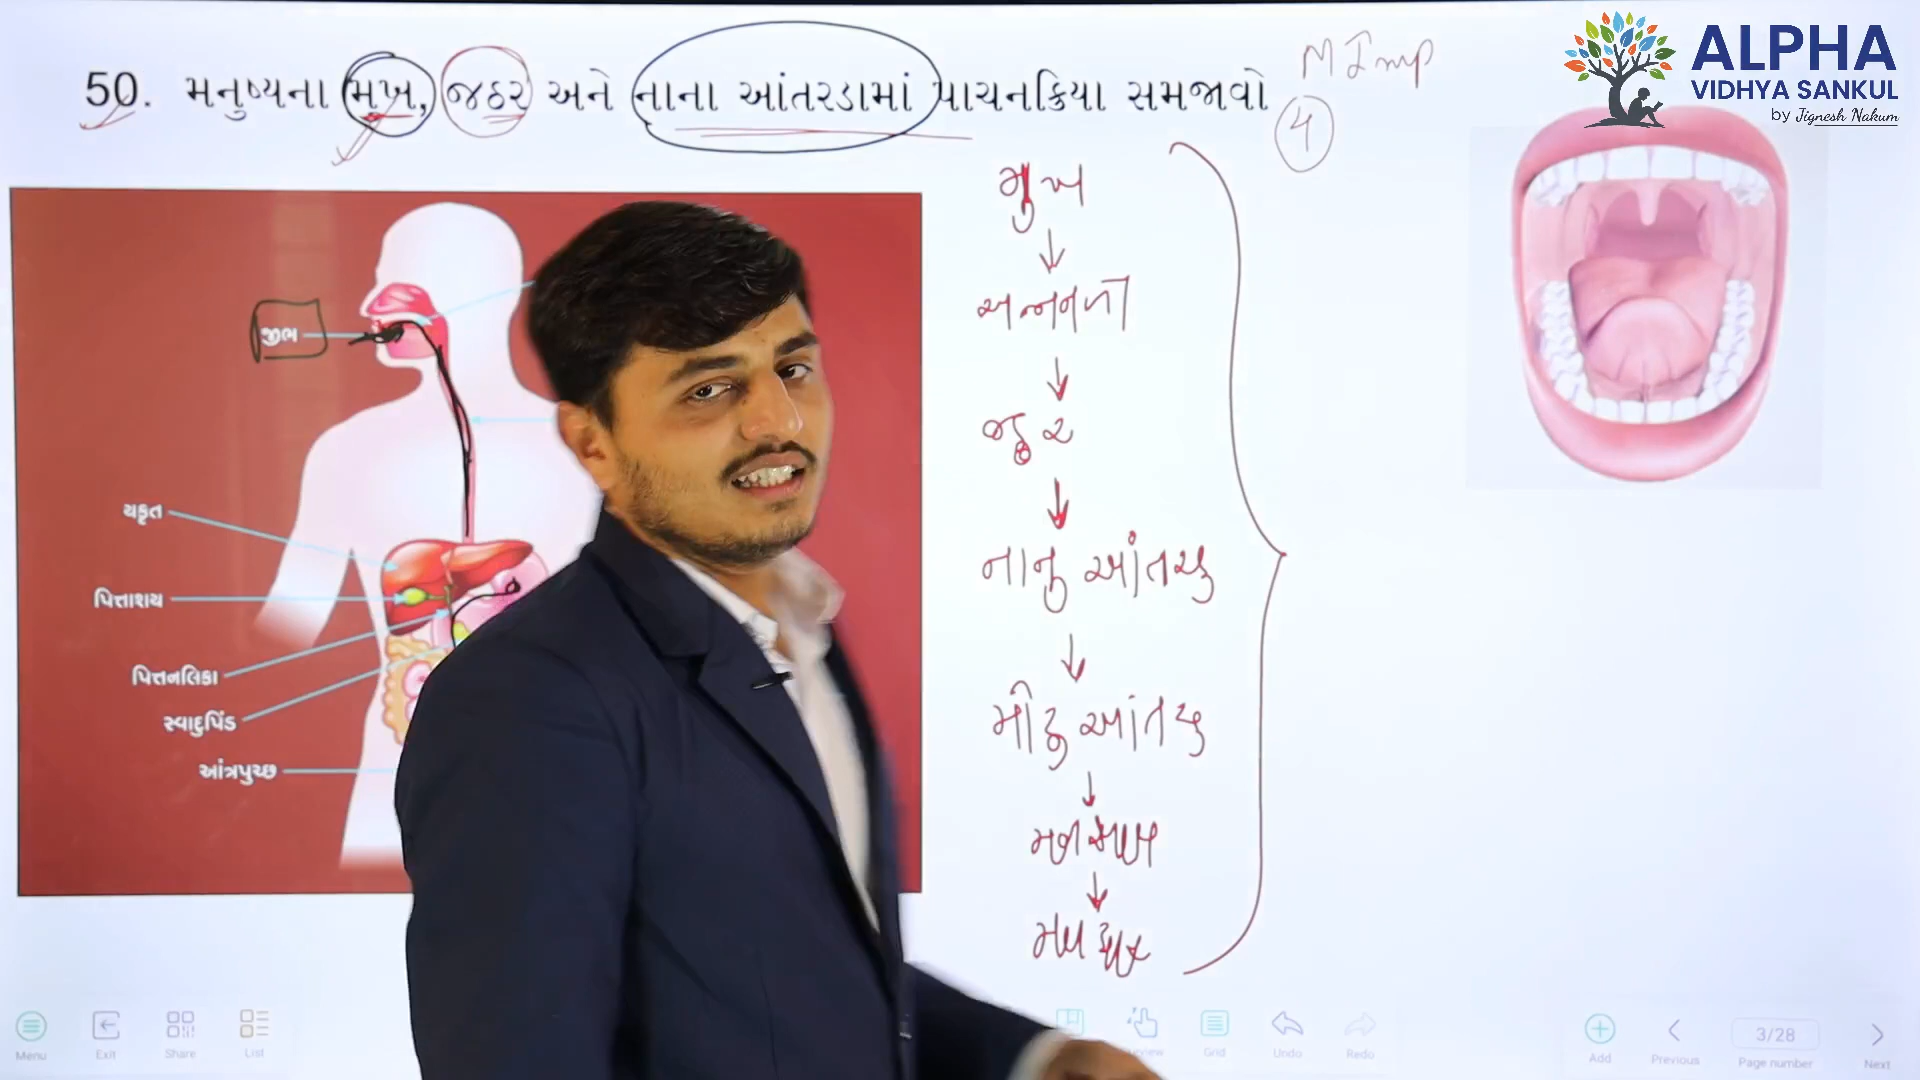 50. મનુષ્યના મુખ, જઠર અને નાના આંતરડામાં પાચનક્રિયા સમજાવો
M Imp
4
ALPHA
VIDHYA SANKUL
by Jignesh Nakum
મુખ
↓
અન્નનળી
↓
જઠર
↓
નાનુ આંતરડુ
↓
મોટુ આંતરડુ
↓
મળાશય
↓
મળદ્વાર
જીભ
યકૃત
પિત્તાશય
પિત્તનલિકા
સ્વાદુપિંડ
આંત્રપુચ્છ
Menu
Exit
Share
List
Grid
Undo
Redo
Add
Previous
3/28
Page number
Next